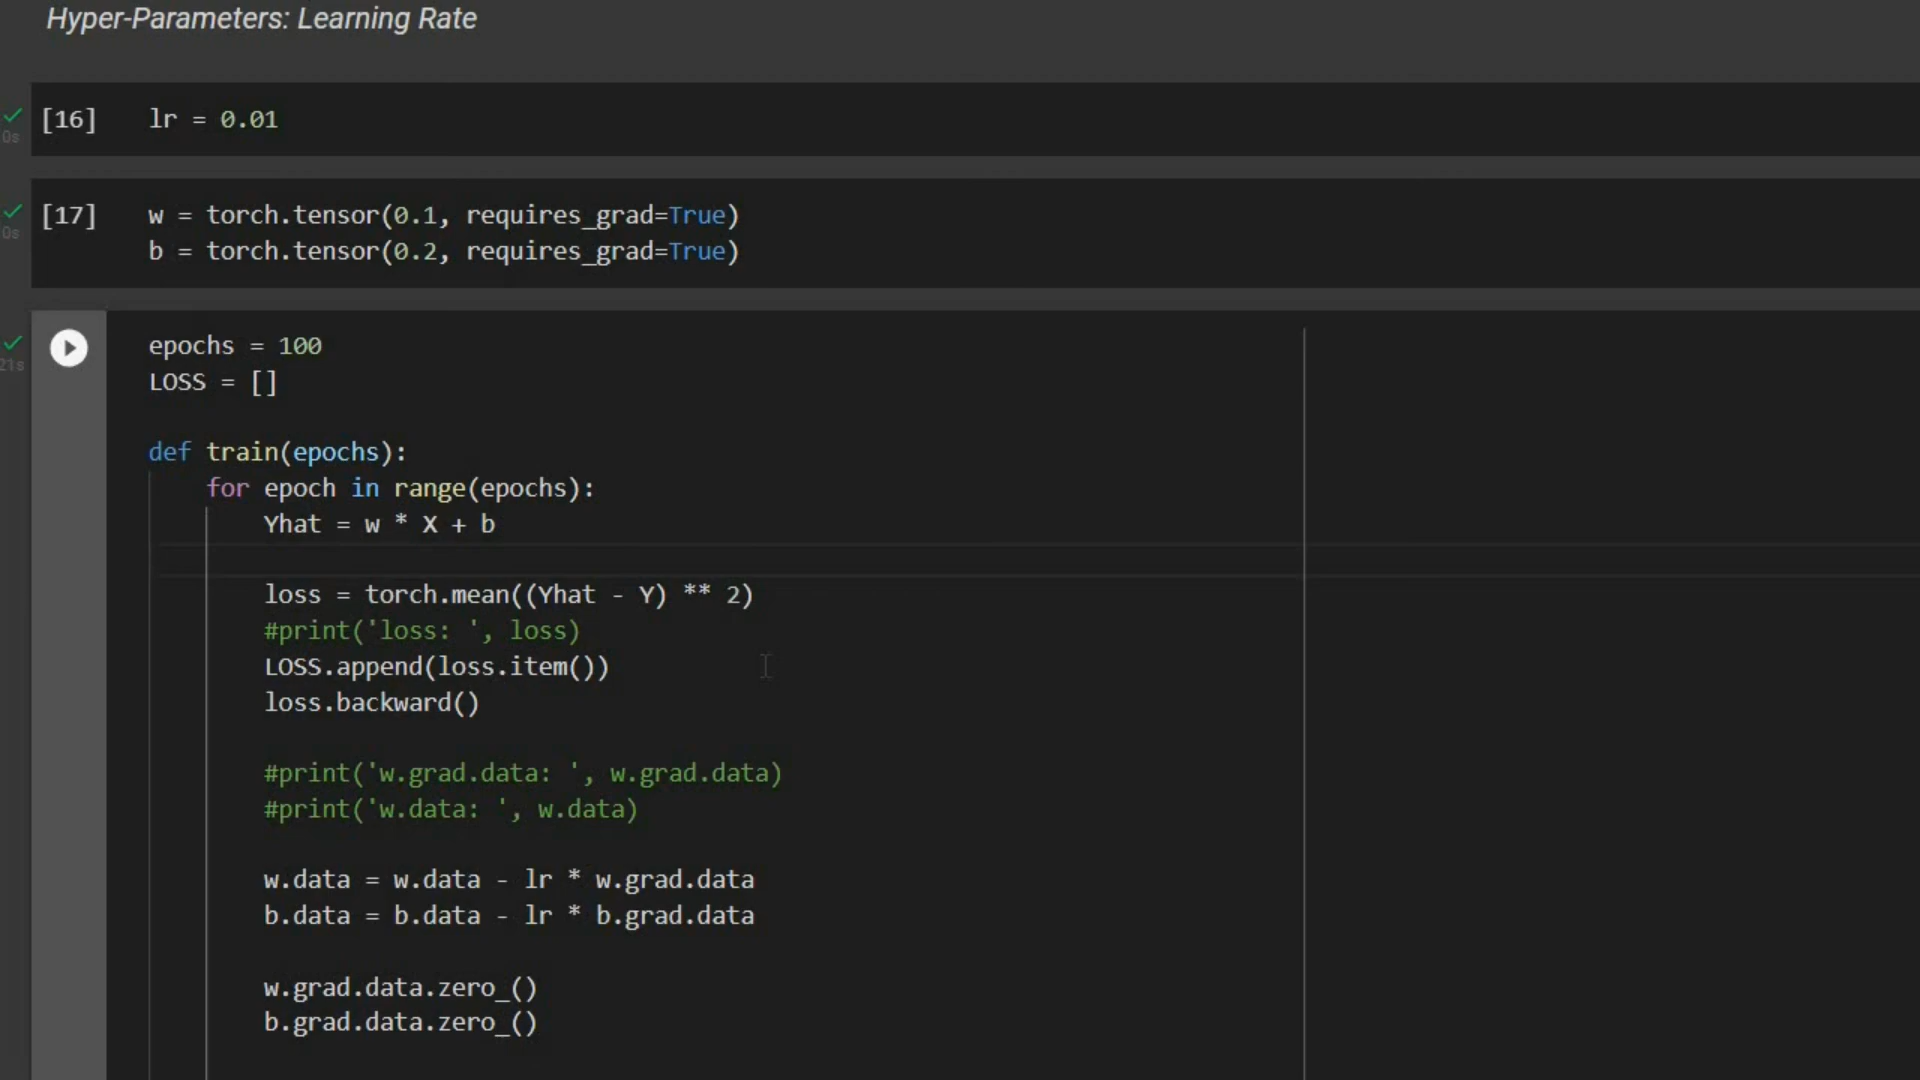 Hyper-Parameters: Learning Rate
0s
[16] lr = 0.01
0s
[17] w = torch.tensor(0.1, requires_grad=True)
b = torch.tensor(0.2, requires_grad=True)
21s
epochs = 100
LOSS = []
def train(epochs):
for epoch in range(epochs):
Yhat = w * X + b
loss = torch.mean((Yhat - Y) ** 2)
#print('loss: ', loss)
LOSS.append(loss.item())
loss.backward()
#print('w.grad.data: ', w.grad.data)
#print('w.data: ', w.data)
w.data = w.data - lr * w.grad.data
b.data = b.data - lr * b.grad.data
w.grad.data.zero_()
b.grad.data.zero_()